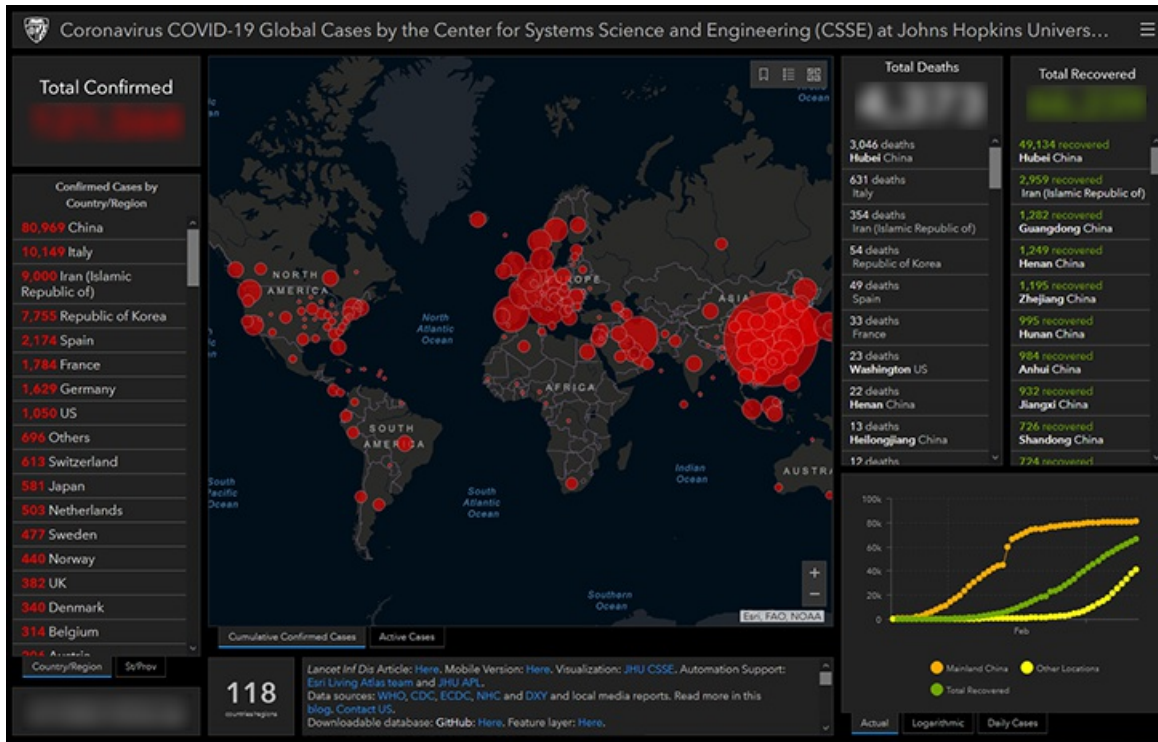 Coronavirus COVID-19 Global Cases by the Center for Systems Science and Engineering (CSSE) at Johns Hopkins Univers...
Total Confirmed
Confirmed Cases by
Country/Region
80,969 China
10,149 Italy
9,000 Iran (Islamic
Republic of)
7,755 Republic of Korea
2,174 Spain
1,784 France
1,629 Germany
1,050 US
696 Others
613 Switzerland
581 Japan
503 Netherlands
477 Sweden
440 Norway
382 UK
340 Denmark
314 Belgium
Country/Region
St/Prov
Ocean
NORTH
AMERICA
North
Atlantic
Ocean
ASIA
AFRICA
SOUTH
AMERICA
South
Pacific
Ocean
South
Atlantic
Ocean
Indian
Ocean
Southern
Ocean
+
−
Esri, FAO, NOAA
Cumulative Confirmed Cases
Active Cases
118
countries/regions
Lancet Inf Dis Article: Here. Mobile Version: Here. Visualization: JHU CSSE. Automation Support:
Esri Living Atlas team and JHU APL.
Data sources: WHO, CDC, ECDC, NHC and DXY and local media reports. Read more in this
blog. Contact US.
Downloadable database: GitHub: Here. Feature layer: Here.
Total Deaths
3,046 deaths
Hubei China
631 deaths
Italy
354 deaths
Iran (Islamic Republic of)
54 deaths
Republic of Korea
49 deaths
Spain
33 deaths
France
23 deaths
Washington US
22 deaths
Henan China
13 deaths
Heilongjiang China
12 deaths
Total Recovered
49,134 recovered
Hubei China
2,959 recovered
Iran (Islamic Republic of)
1,282 recovered
Guangdong China
1,249 recovered
Henan China
1,195 recovered
Zhejiang China
995 recovered
Hunan China
984 recovered
Anhui China
932 recovered
Jiangxi China
726 recovered
Shandong China
724 recovered
100k
80k
60k
40k
20k
0
Feb
Mainland China
Other Locations
Total Recovered
Actual
Logarithmic
Daily Cases